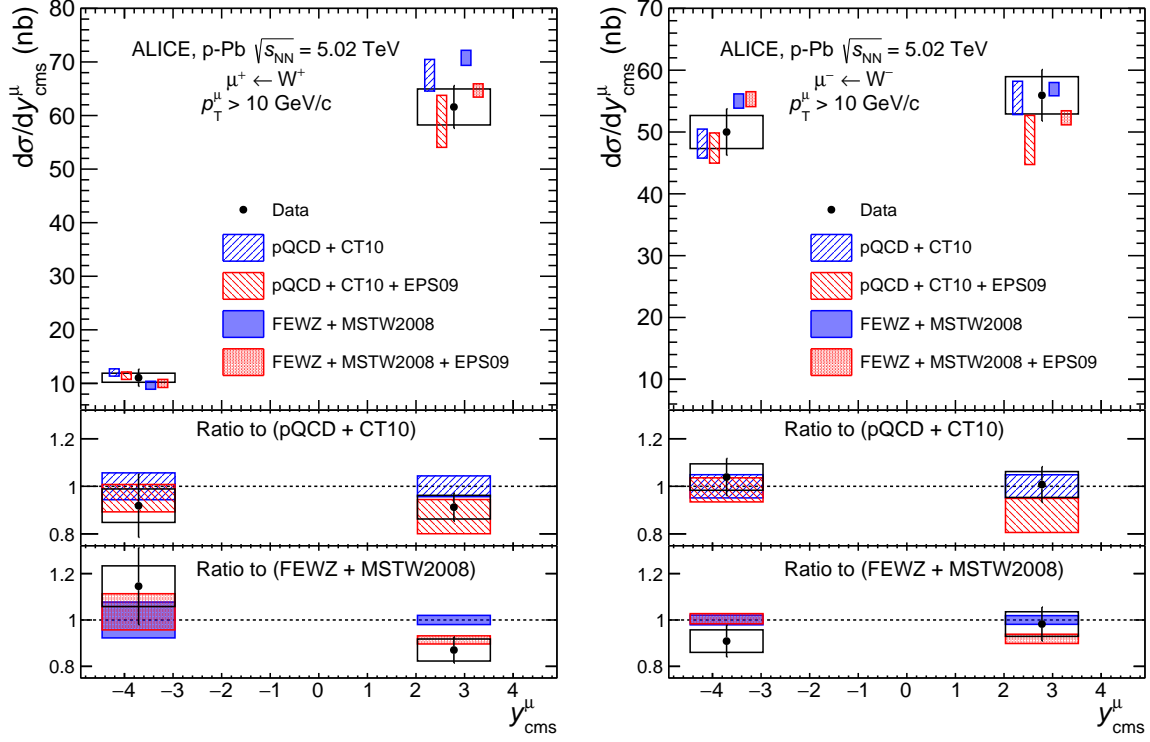 dσ/dy^μ_cms (nb)
80
70
60
50
40
30
20
10
ALICE, p-Pb √s_NN = 5.02 TeV
μ⁺ ← W⁺
p_T^μ > 10 GeV/c
Data
pQCD + CT10
pQCD + CT10 + EPS09
FEWZ + MSTW2008
FEWZ + MSTW2008 + EPS09
Ratio to (pQCD + CT10)
1.2
1
0.8
Ratio to (FEWZ + MSTW2008)
1.2
1
0.8
−4 −3 −2 −1 0 1 2 3 4
y^μ_cms
dσ/dy^μ_cms (nb)
70
60
50
40
30
20
10
0
ALICE, p-Pb √s_NN = 5.02 TeV
μ⁻ ← W⁻
p_T^μ > 10 GeV/c
Data
pQCD + CT10
pQCD + CT10 + EPS09
FEWZ + MSTW2008
FEWZ + MSTW2008 + EPS09
Ratio to (pQCD + CT10)
1.2
1
0.8
Ratio to (FEWZ + MSTW2008)
1.2
1
0.8
−4 −3 −2 −1 0 1 2 3 4
y^μ_cms